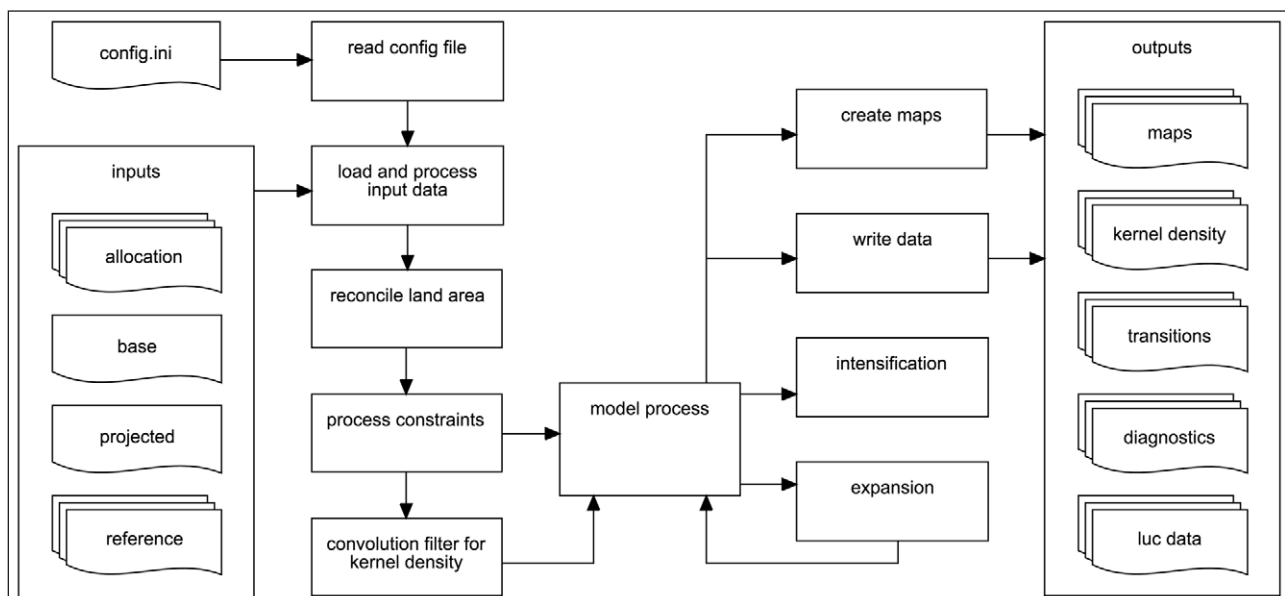 config.ini
read config file
inputs
allocation
base
projected
reference
load and process
input data
reconcile land area
process constraints
convolution filter for
kernel density
model process
create maps
write data
intensification
expansion
outputs
maps
kernel density
transitions
diagnostics
luc data